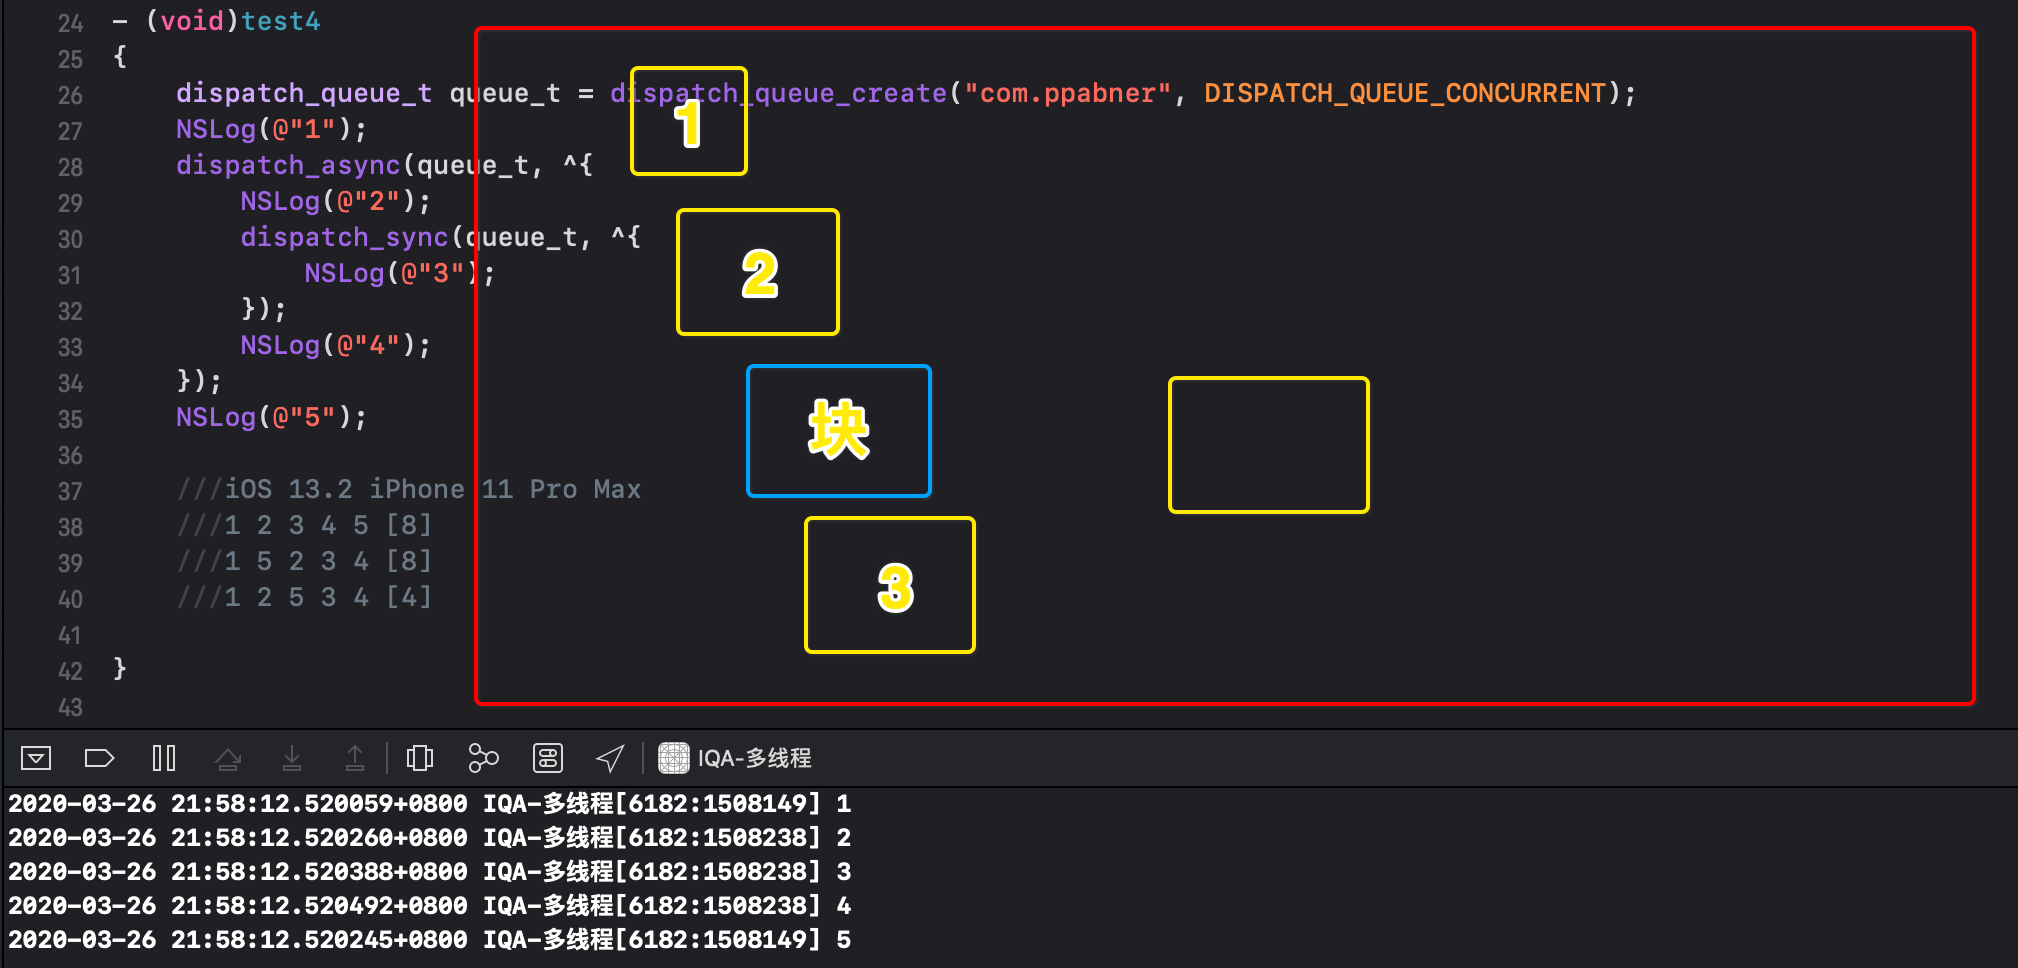 24 - (void)test4
25 {
26 dispatch_queue_t queue_t = dispatch_queue_create("com.ppabner", DISPATCH_QUEUE_CONCURRENT);
27 NSLog(@"1");
28 dispatch_async(queue_t, ^{
29 NSLog(@"2");
30 dispatch_sync(queue_t, ^{
31 NSLog(@"3");
32 });
33 NSLog(@"4");
34 });
35 NSLog(@"5");
36
37 ///iOS 13.2 iPhone 11 Pro Max
38 ///1 2 3 4 5 [8]
39 ///1 5 2 3 4 [8]
40 ///1 2 5 3 4 [4]
41
42 }
43
1
2
块
3
IQA-多线程
2020-03-26 21:58:12.520059+0800 IQA-多线程[6182:1508149] 1
2020-03-26 21:58:12.520260+0800 IQA-多线程[6182:1508238] 2
2020-03-26 21:58:12.520388+0800 IQA-多线程[6182:1508238] 3
2020-03-26 21:58:12.520492+0800 IQA-多线程[6182:1508238] 4
2020-03-26 21:58:12.520245+0800 IQA-多线程[6182:1508149] 5